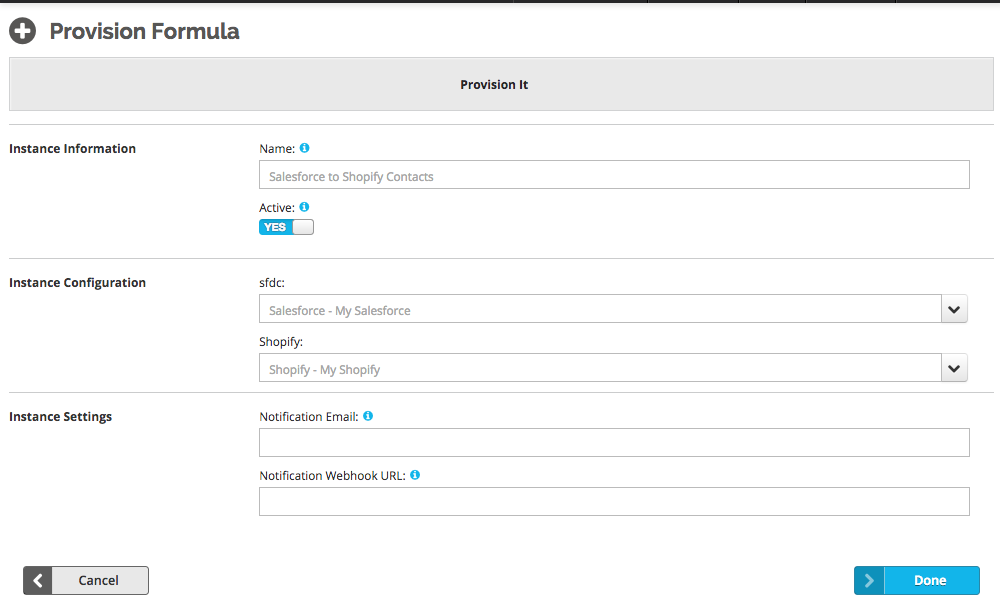 Provision Formula
Provision It
Instance Information
Name:
Salesforce to Shopify Contacts
Active:
YES
Instance Configuration
sfdc:
Salesforce - My Salesforce
Shopify:
Shopify - My Shopify
Instance Settings
Notification Email:
Notification Webhook URL:
Cancel
Done